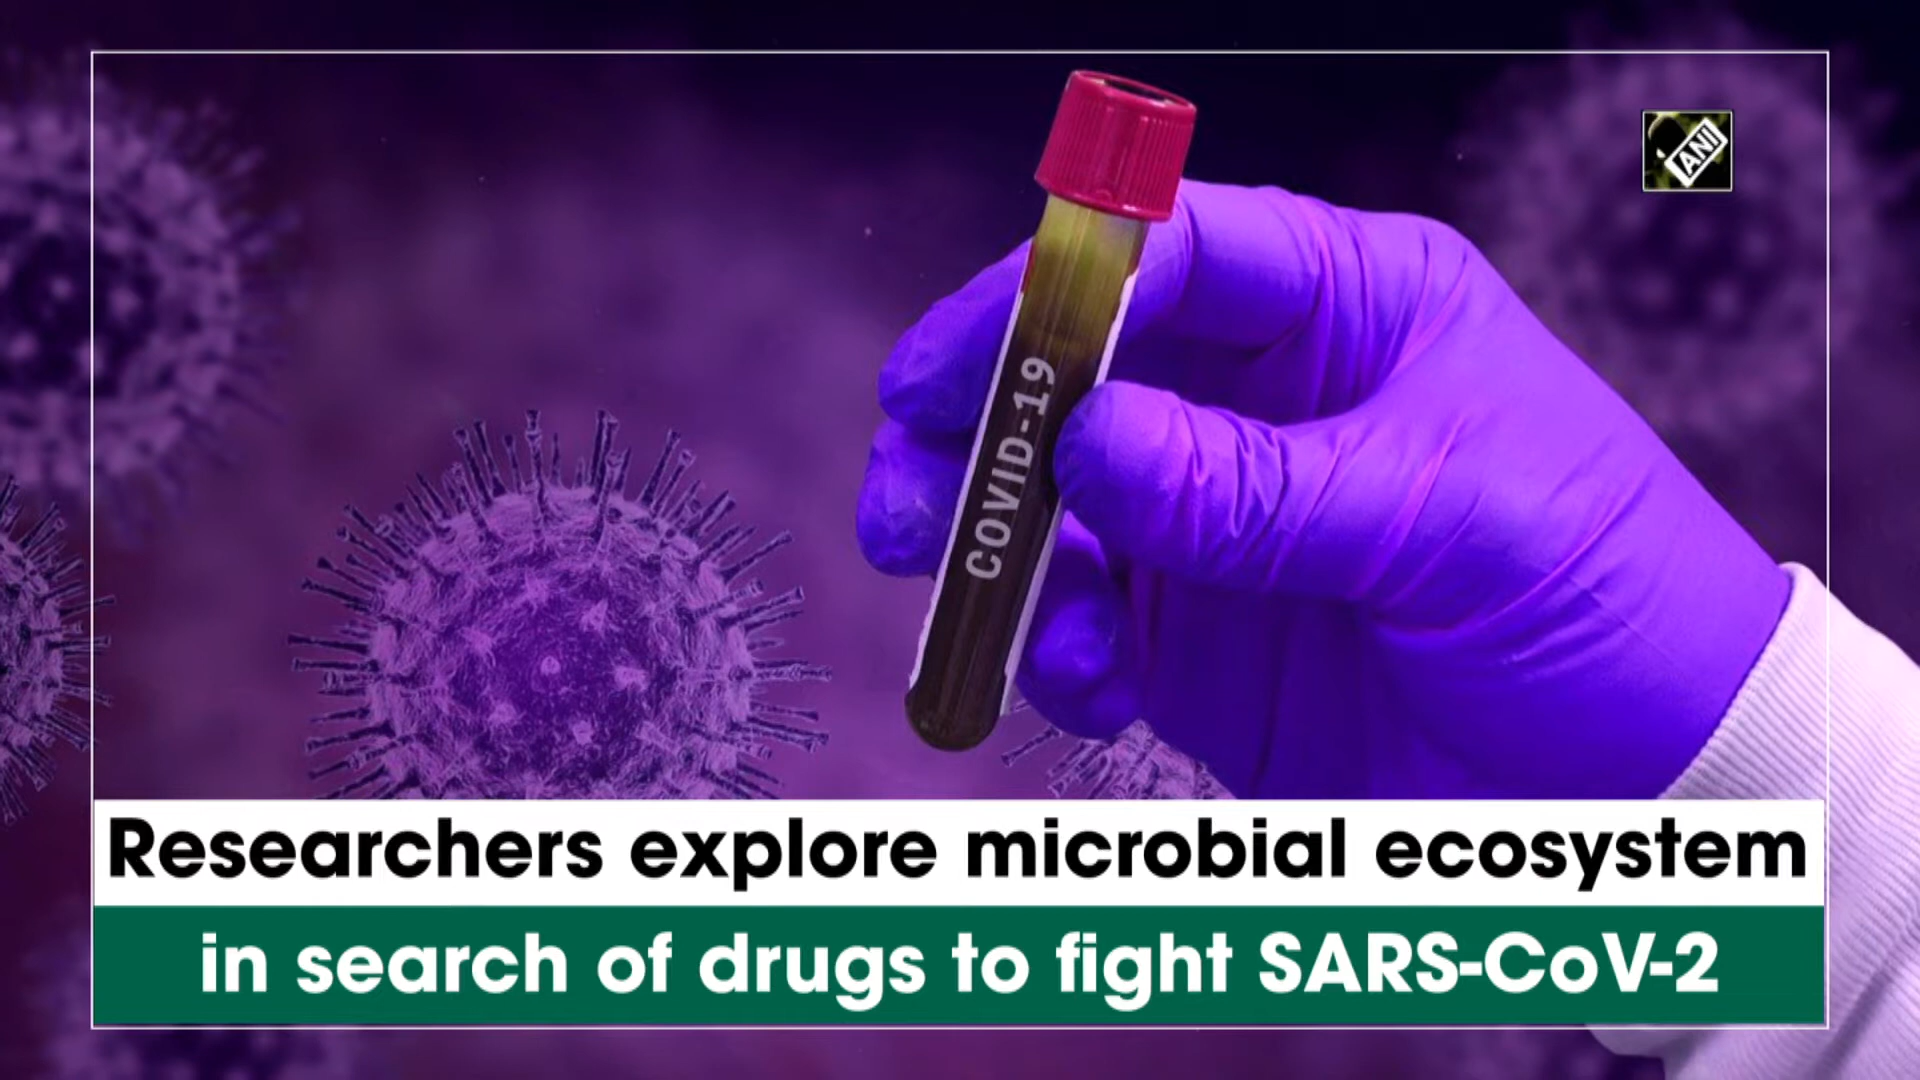 ANI
COVID-19
Researchers explore microbial ecosystem
in search of drugs to fight SARS-CoV-2